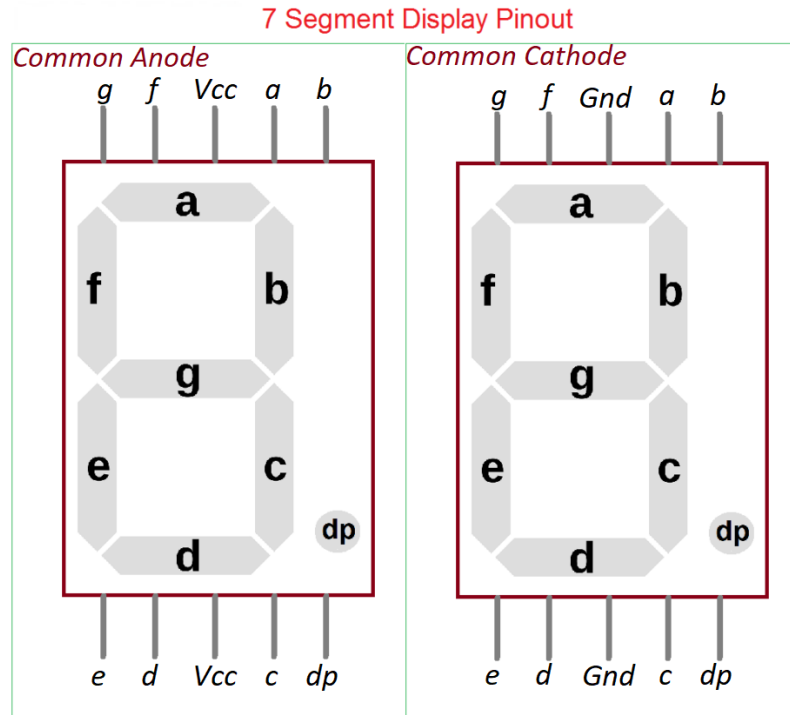 7 Segment Display Pinout
Common Anode
g f Vcc a b
a
f b
g
e c
dp
d
e d Vcc c dp
Common Cathode
g f Gnd a b
a
f b
g
e c
dp
d
e d Gnd c dp